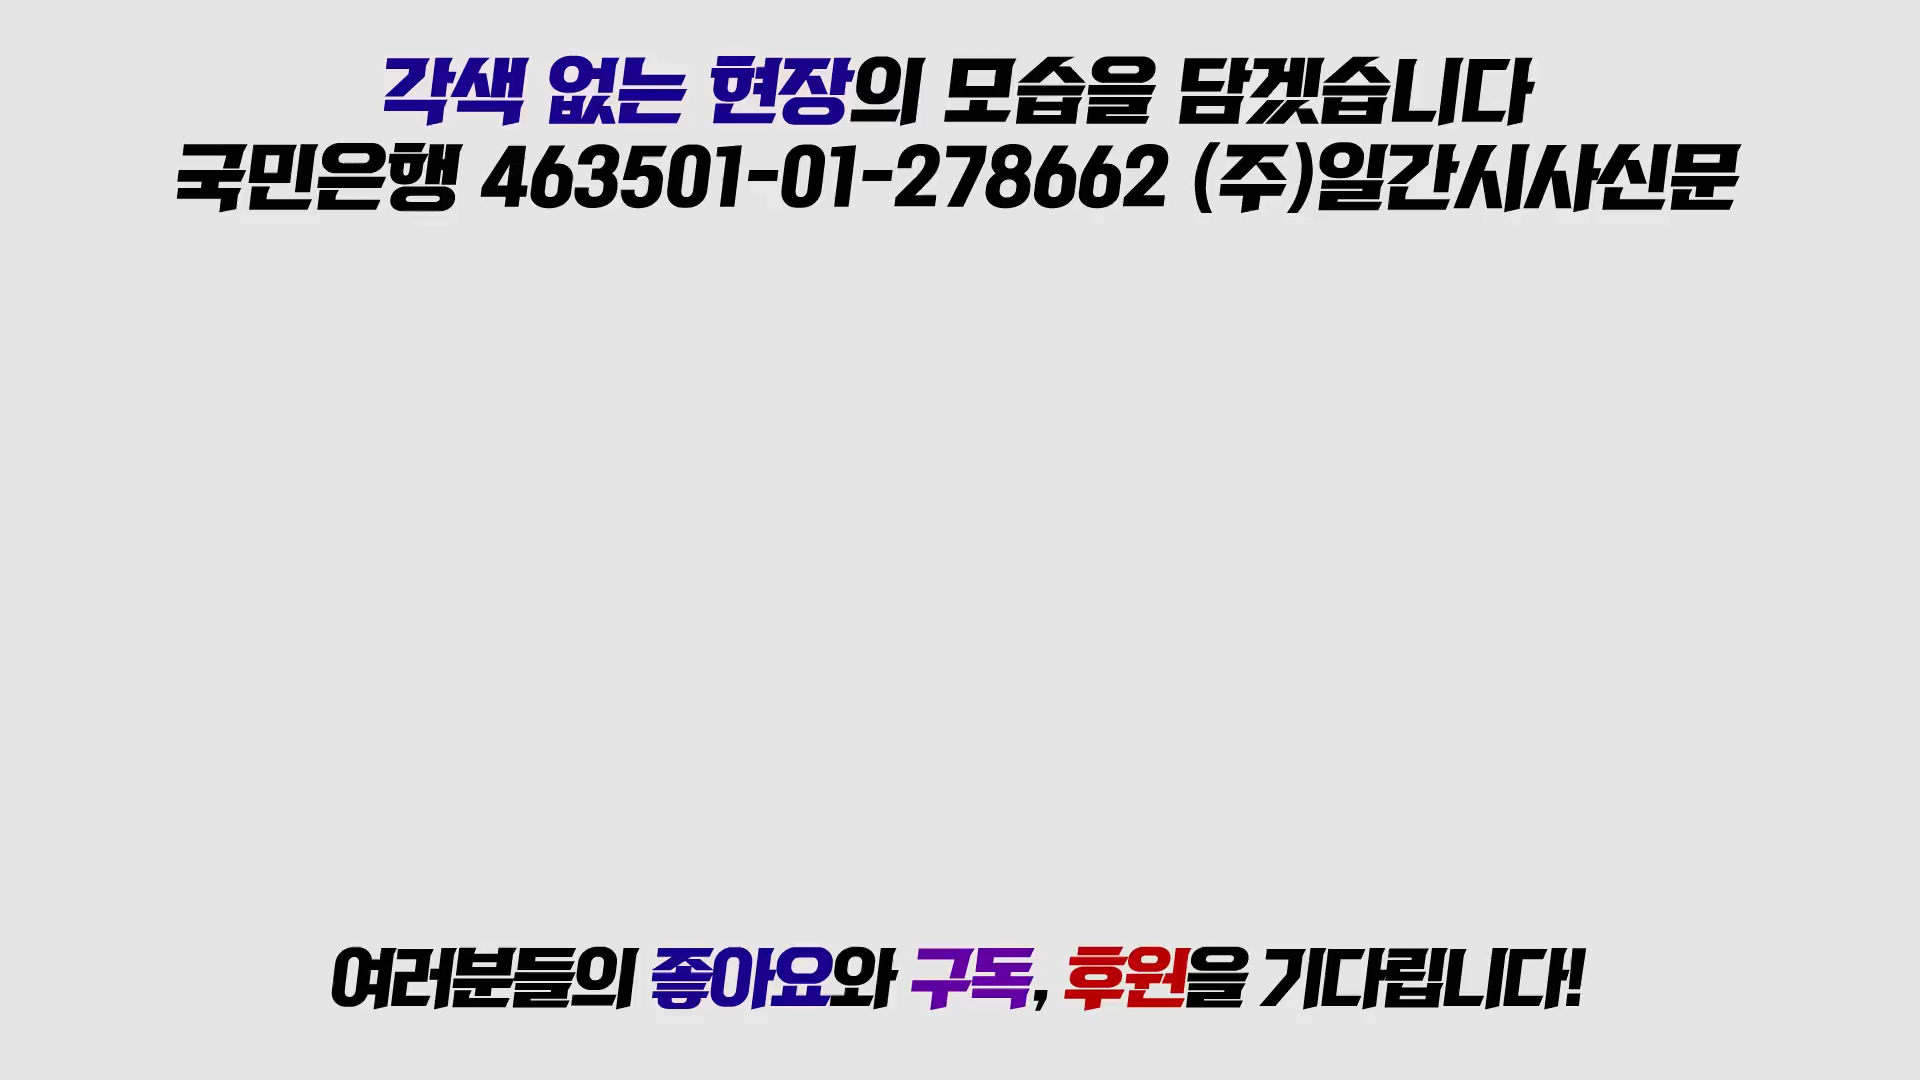 각색 없는 현장의 모습을 담겠습니다
국민은행 463501-01-278662 (주)일간시사신문
여러분들의 좋아요와 구독, 후원을 기다립니다!